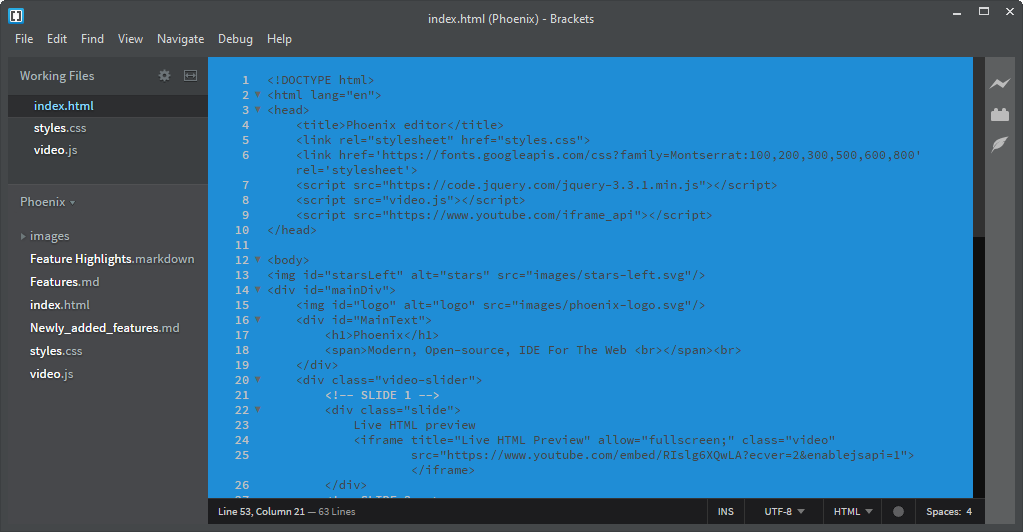 index.html (Phoenix) - Brackets
File Edit Find View Navigate Debug Help
Working Files
index.html
styles.css
video.js
Phoenix
images
Feature Highlights.markdown
Features.md
index.html
Newly_added_features.md
styles.css
video.js
1 <!DOCTYPE html>
2 <html lang="en">
3 <head>
4 <title>Phoenix editor</title>
5 <link rel="stylesheet" href="styles.css">
6 <link href='https://fonts.googleapis.com/css?family=Montserrat:100,200,300,500,600,800'
rel='stylesheet'>
7 <script src="https://code.jquery.com/jquery-3.3.1.min.js"></script>
8 <script src="video.js"></script>
9 <script src="https://www.youtube.com/iframe_api"></script>
10 </head>
11
12 <body>
13 <img id="starsLeft" alt="stars" src="images/stars-left.svg"/>
14 <div id="mainDiv">
15 <img id="logo" alt="logo" src="images/phoenix-logo.svg"/>
16 <div id="MainText">
17 <h1>Phoenix</h1>
18 <span>Modern, Open-source, IDE For The Web <br></span><br>
19 </div>
20 <div class="video-slider">
21 <!-- SLIDE 1 -->
22 <div class="slide">
23 Live HTML preview
24 <iframe title="Live HTML Preview" allow="fullscreen;" class="video"
25 src="https://www.youtube.com/embed/RIslg6XQwLA?ecver=2&enablejsapi=1">
</iframe>
26 </div>
Line 53, Column 21 — 63 Lines
INS UTF-8 HTML Spaces: 4